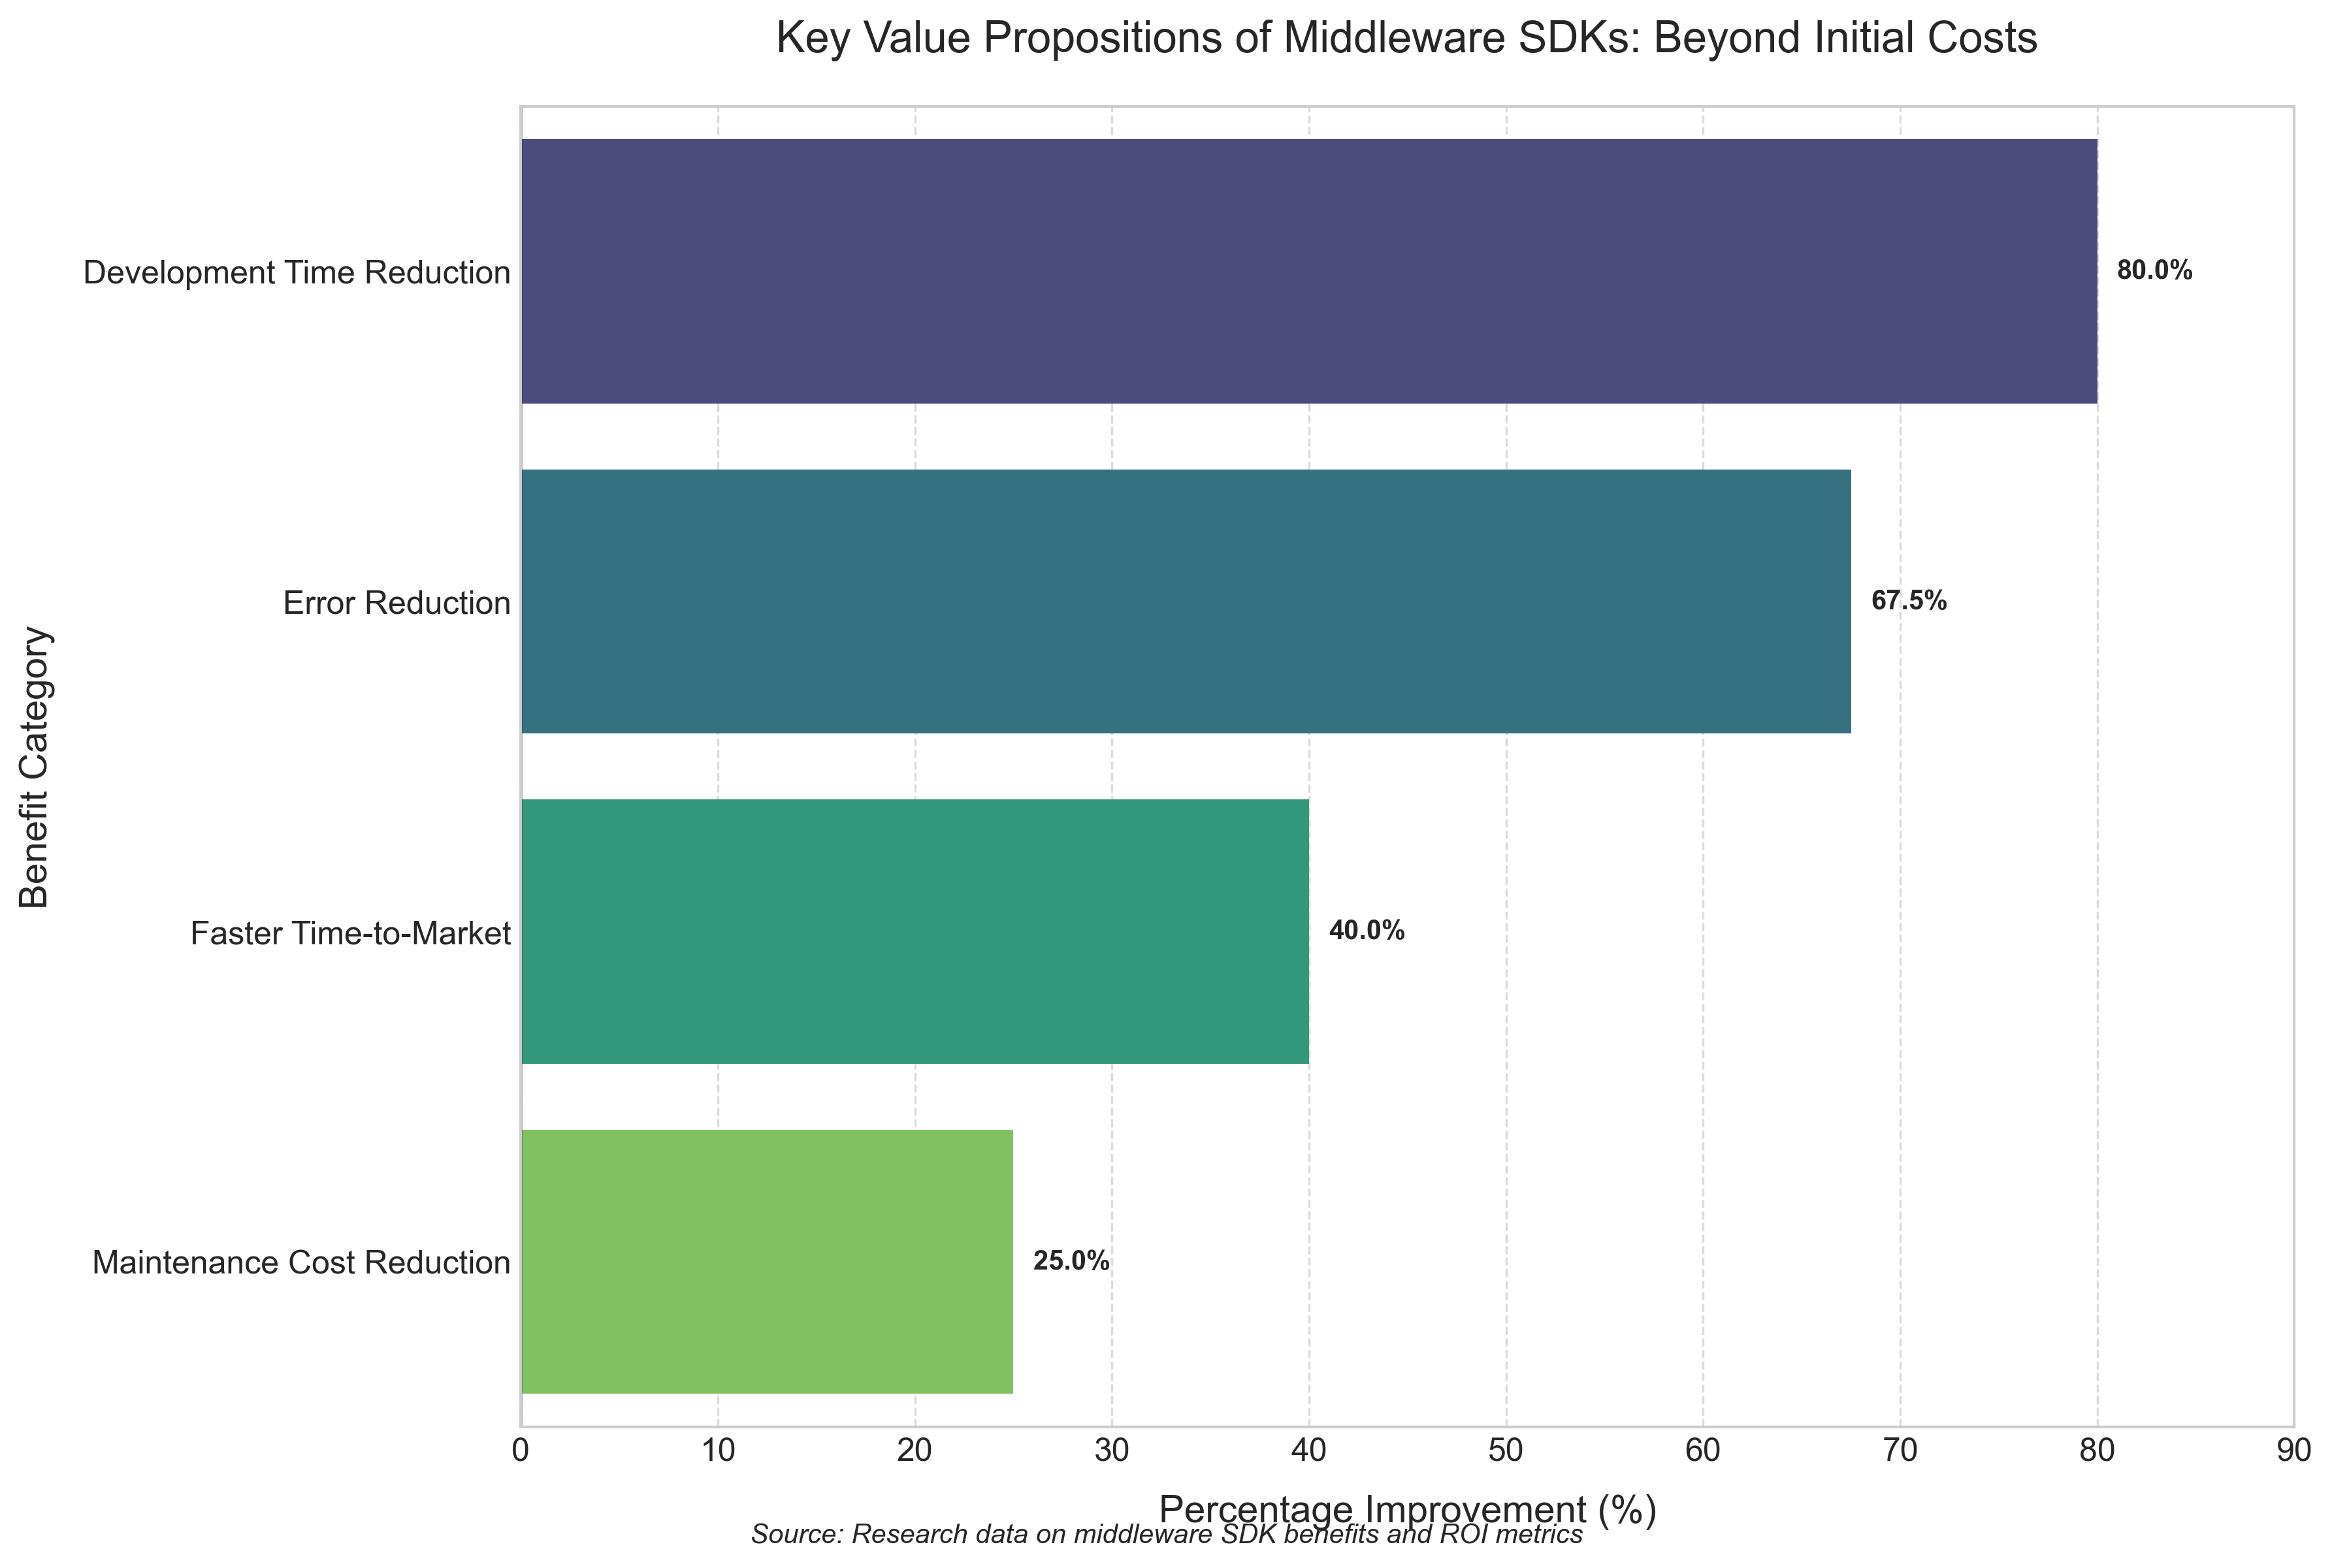 Key Value Propositions of Middleware SDKs: Beyond Initial Costs
Benefit Category
Development Time Reduction
80.0%
Error Reduction
67.5%
Faster Time-to-Market
40.0%
Maintenance Cost Reduction
25.0%
0 10 20 30 40 50 60 70 80 90
Percentage Improvement (%)
Source: Research data on middleware SDK benefits and ROI metrics